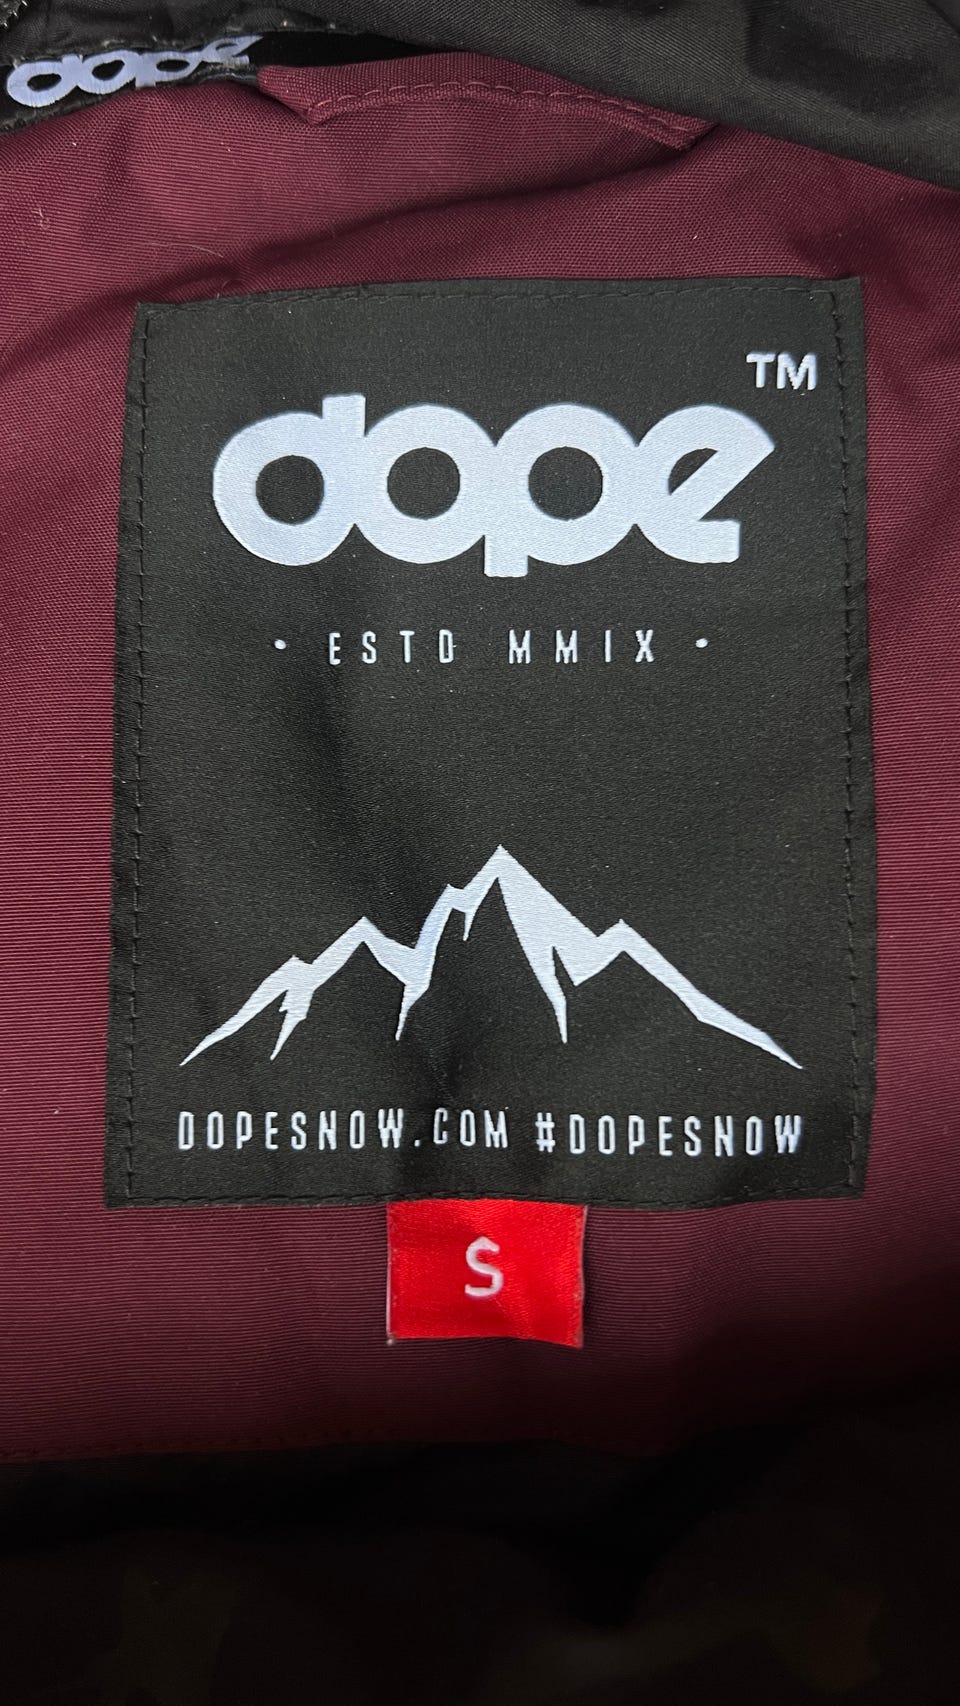 dope
TM
dope
• ESTD MMIX •
DOPESNOW.COM #DOPESNOW
S